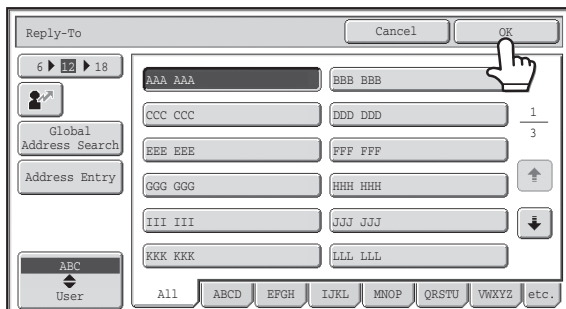 Reply-To
Cancel
OK
6 12 18
AAA AAA
BBB BBB
CCC CCC
DDD DDD
1
3
Global
Address Search
EEE EEE
FFF FFF
Address Entry
GGG GGG
HHH HHH
III III
JJJ JJJ
KKK KKK
LLL LLL
ABC
User
All
ABCD
EFGH
IJKL
MNOP
QRSTU
VWXYZ
etc.